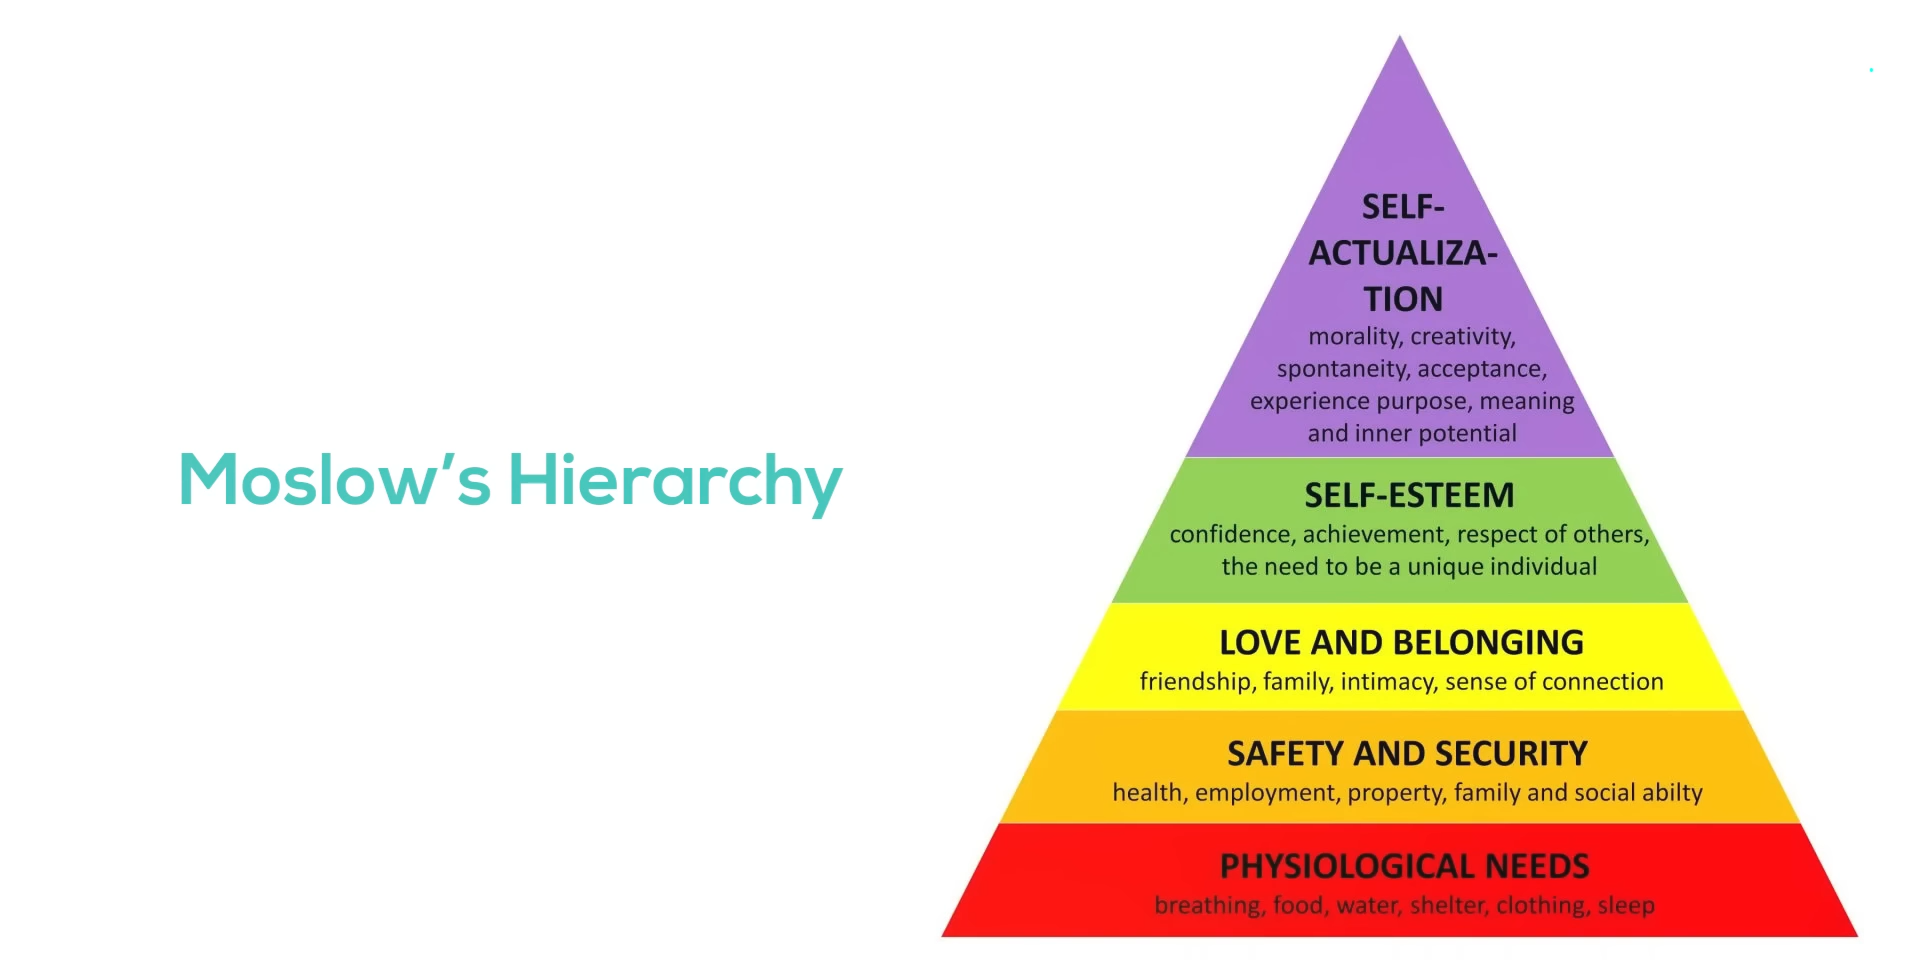 Moslow’s Hierarchy
SELF-
ACTUALIZA-
TION
morality, creativity,
spontaneity, acceptance,
experience purpose, meaning
and inner potential
SELF-ESTEEM
confidence, achievement, respect of others,
the need to be a unique individual
LOVE AND BELONGING
friendship, family, intimacy, sense of connection
SAFETY AND SECURITY
health, employment, property, family and social abilty
PHYSIOLOGICAL NEEDS
breathing, food, water, shelter, clothing, sleep